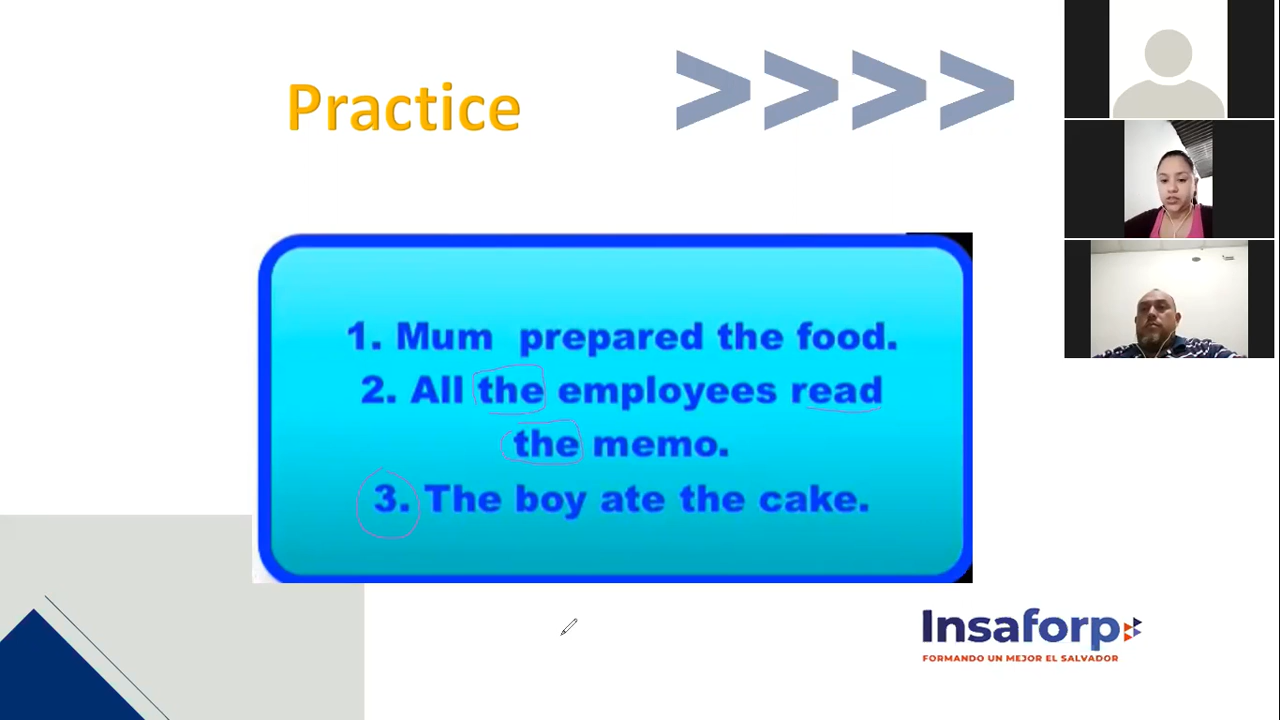 Practice
>>>>
1. Mum prepared the food.
2. All the employees read
the memo.
3. The boy ate the cake.
Insaforp
FORMANDO UN MEJOR EL SALVADOR